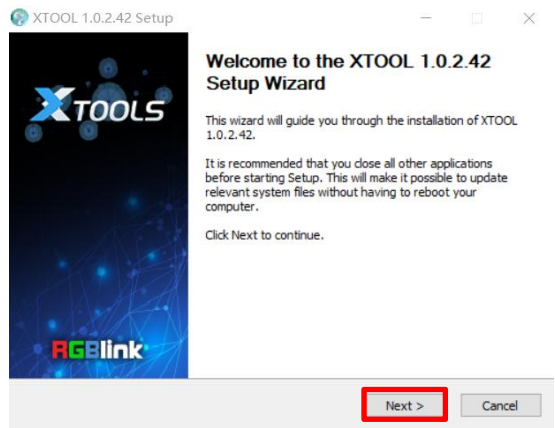 XTOOL 1.0.2.42 Setup
XTOOLS
Welcome to the XTOOL 1.0.2.42
Setup Wizard
This wizard will guide you through the installation of XTOOL
1.0.2.42.
It is recommended that you close all other applications
before starting Setup. This will make it possible to update
relevant system files without having to reboot your
computer.
Click Next to continue.
RGBlink
Next >
Cancel